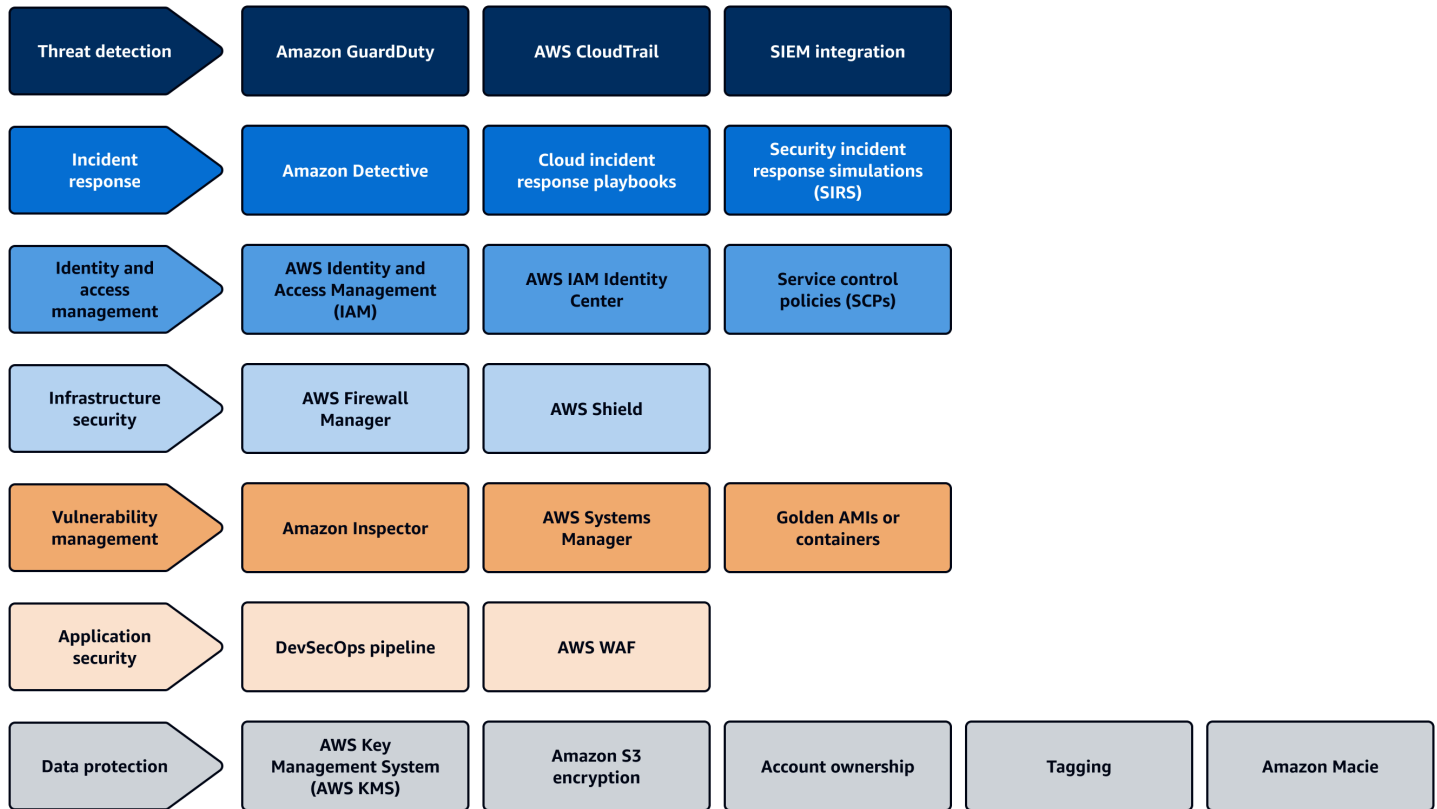 Threat detection
Amazon GuardDuty
AWS CloudTrail
SIEM integration
Incident
response
Amazon Detective
Cloud incident
response playbooks
Security incident
response simulations
(SIRS)
Identity and
access
management
AWS Identity and
Access Management
(IAM)
AWS IAM Identity
Center
Service control
policies (SCPs)
Infrastructure
security
AWS Firewall
Manager
AWS Shield
Vulnerability
management
Amazon Inspector
AWS Systems
Manager
Golden AMIs or
containers
Application
security
DevSecOps pipeline
AWS WAF
Data protection
AWS Key
Management System
(AWS KMS)
Amazon S3
encryption
Account ownership
Tagging
Amazon Macie